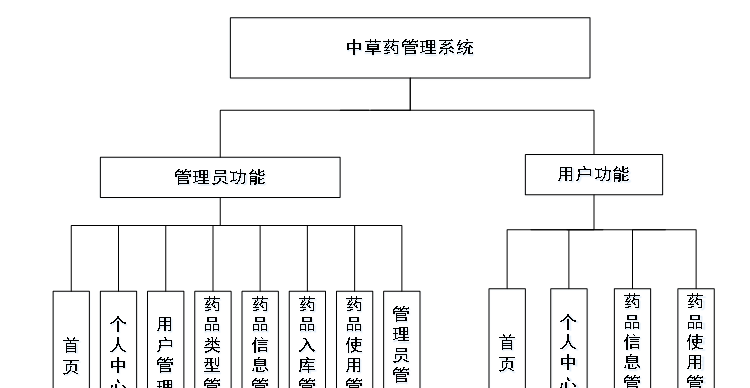 中草药管理系统
管理员功能
用户功能
首页
个人中心
用户管理
药品类型管
药品信息管
药品入库管
药品使用管
管理员管
首页
个人中心
药品信息管
药品使用管